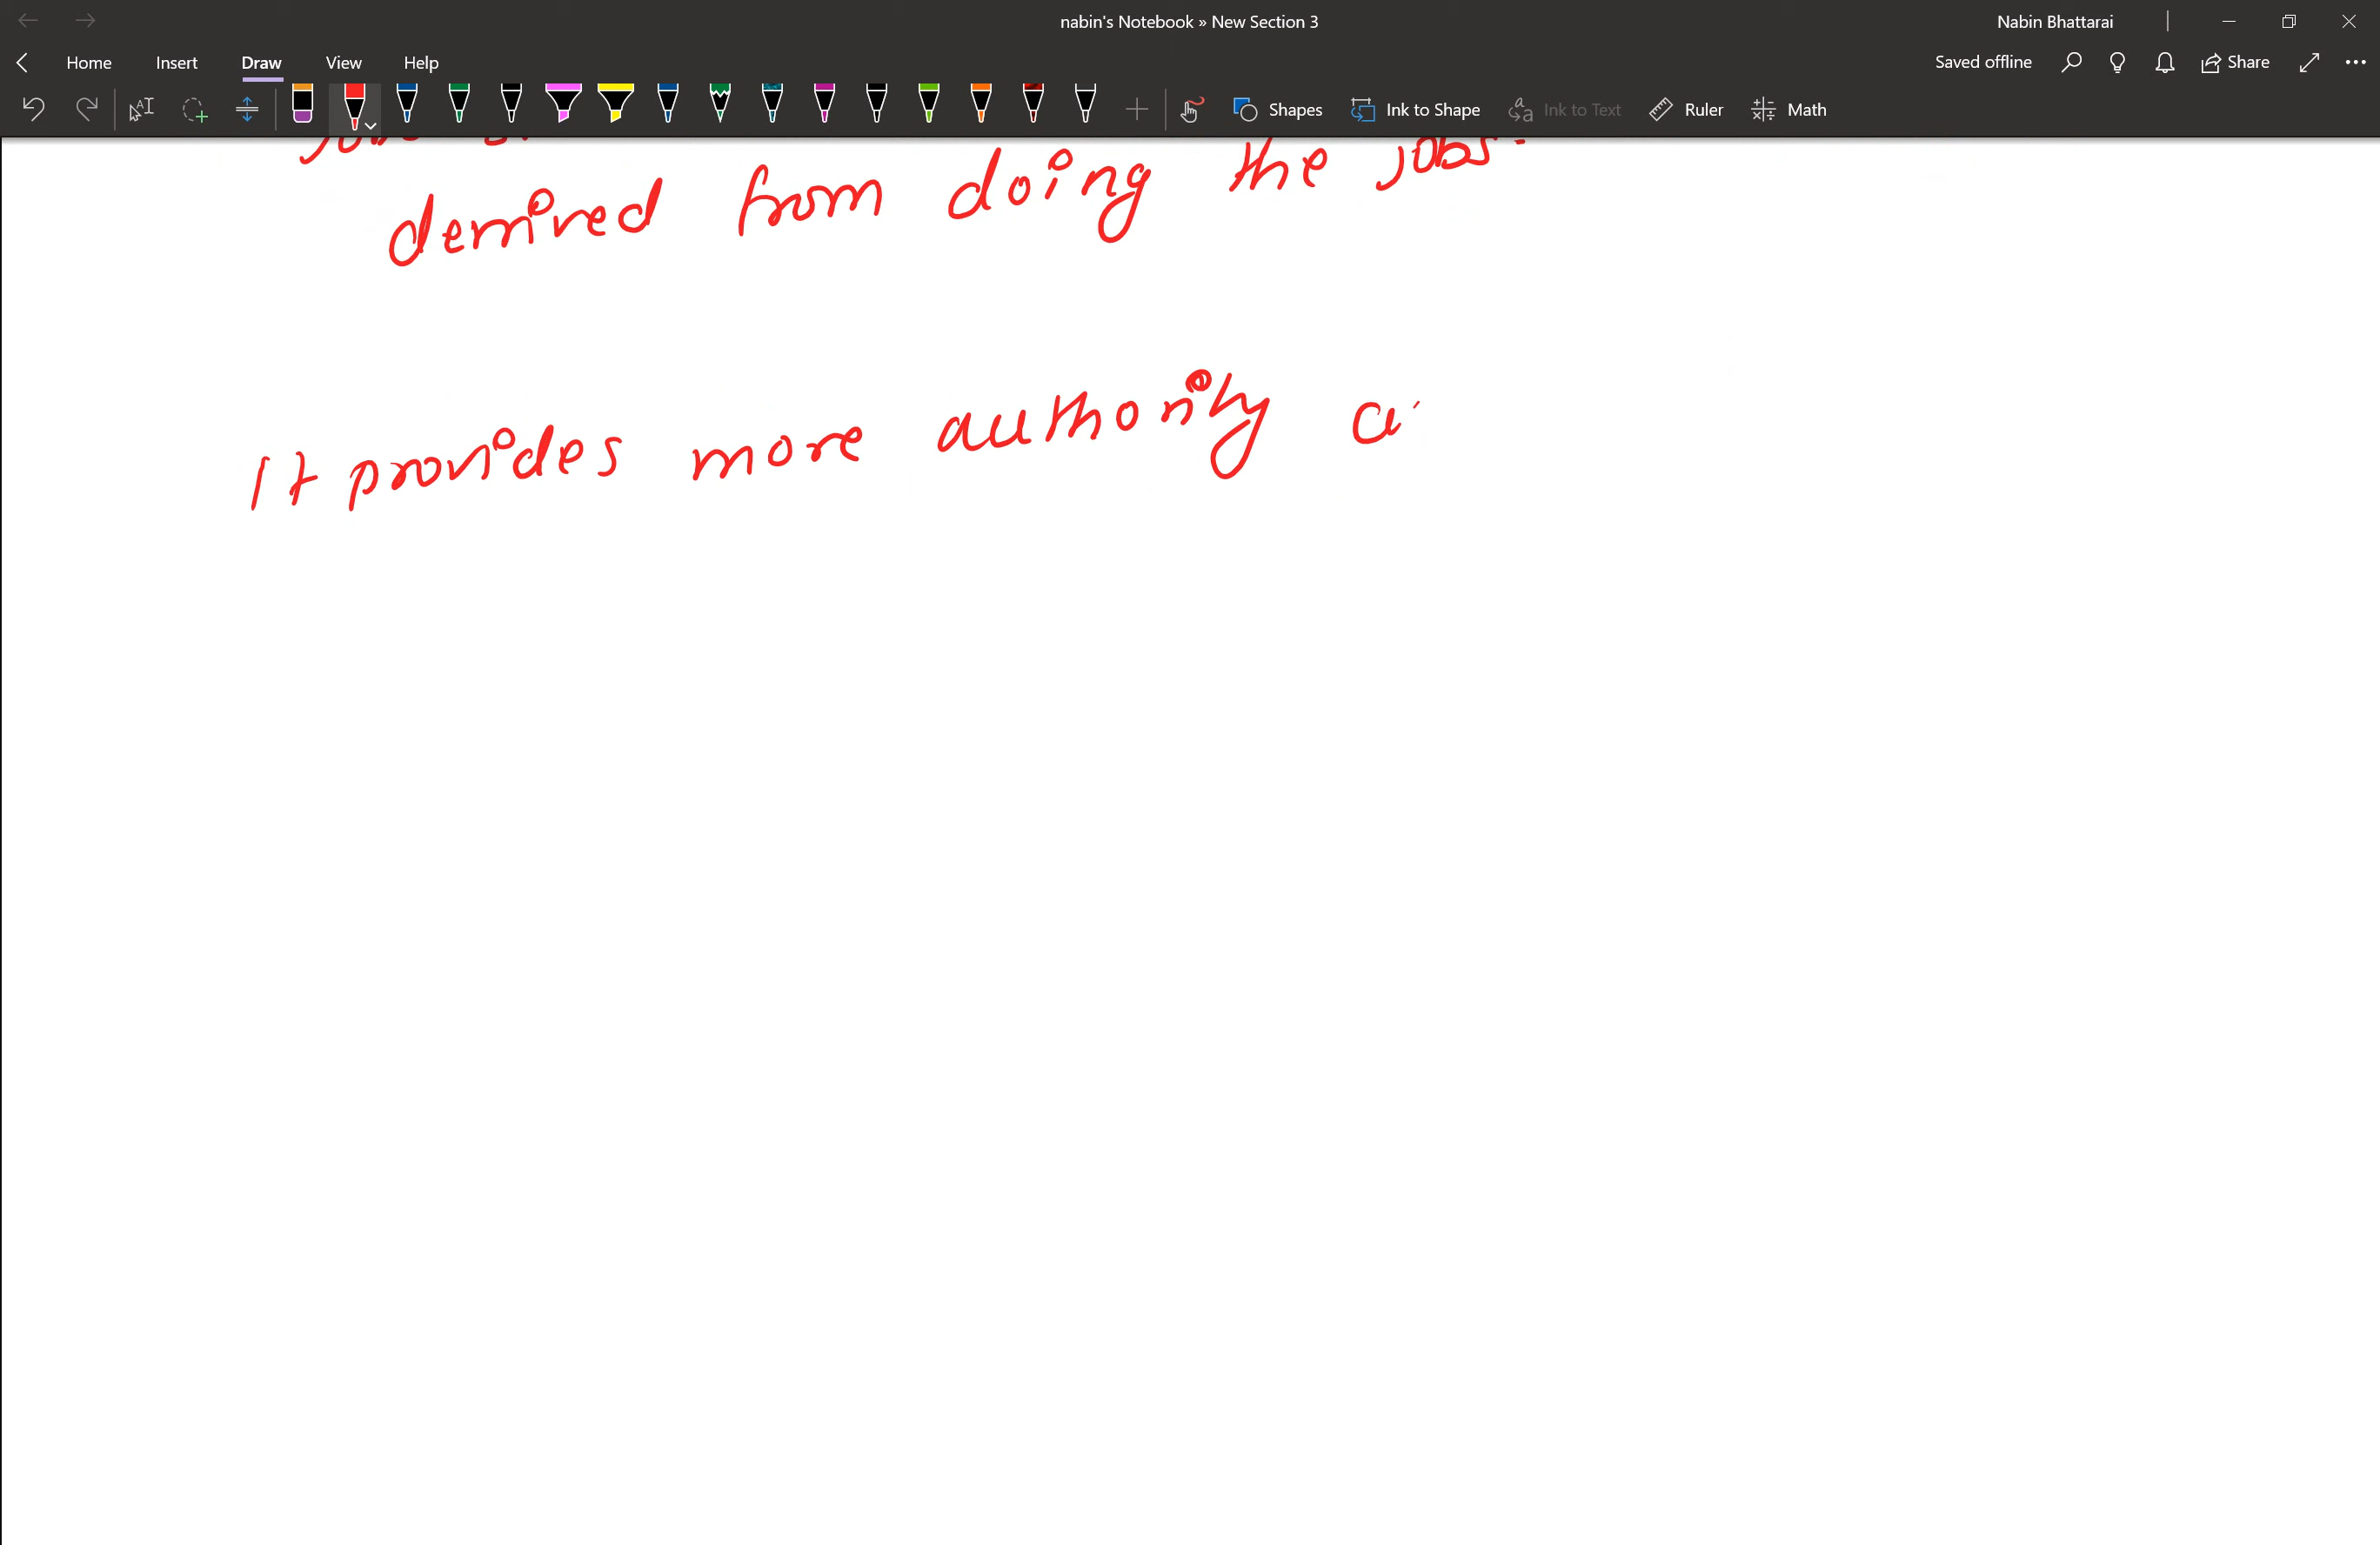 nabin's Notebook » New Section 3
Nabin Bhattarai
Home Insert Draw View Help
Saved offline Share
Shapes Ink to Shape Ink to Text Ruler Math
derived from doing the jobs.
It provides more authority a